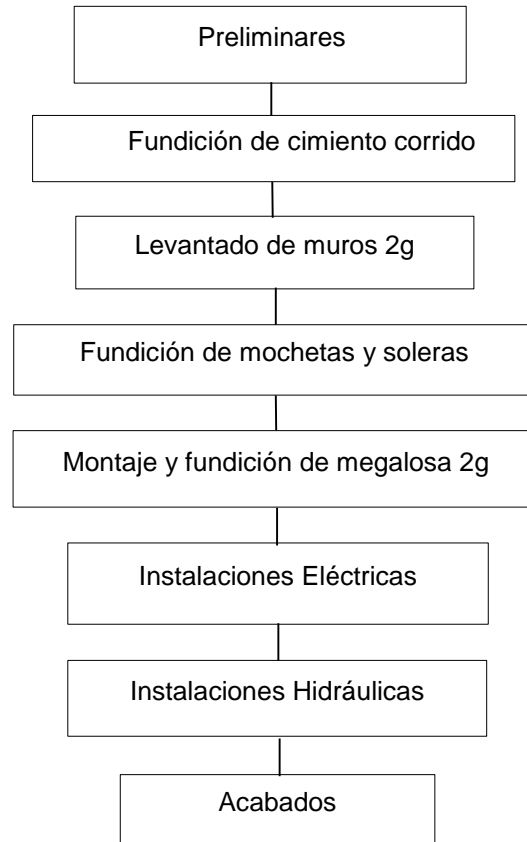 Preliminares
Fundición de cimiento corrido
Levantado de muros 2g
Fundición de mochetas y soleras
Montaje y fundición de megalosa 2g
Instalaciones Eléctricas
Instalaciones Hidráulicas
Acabados